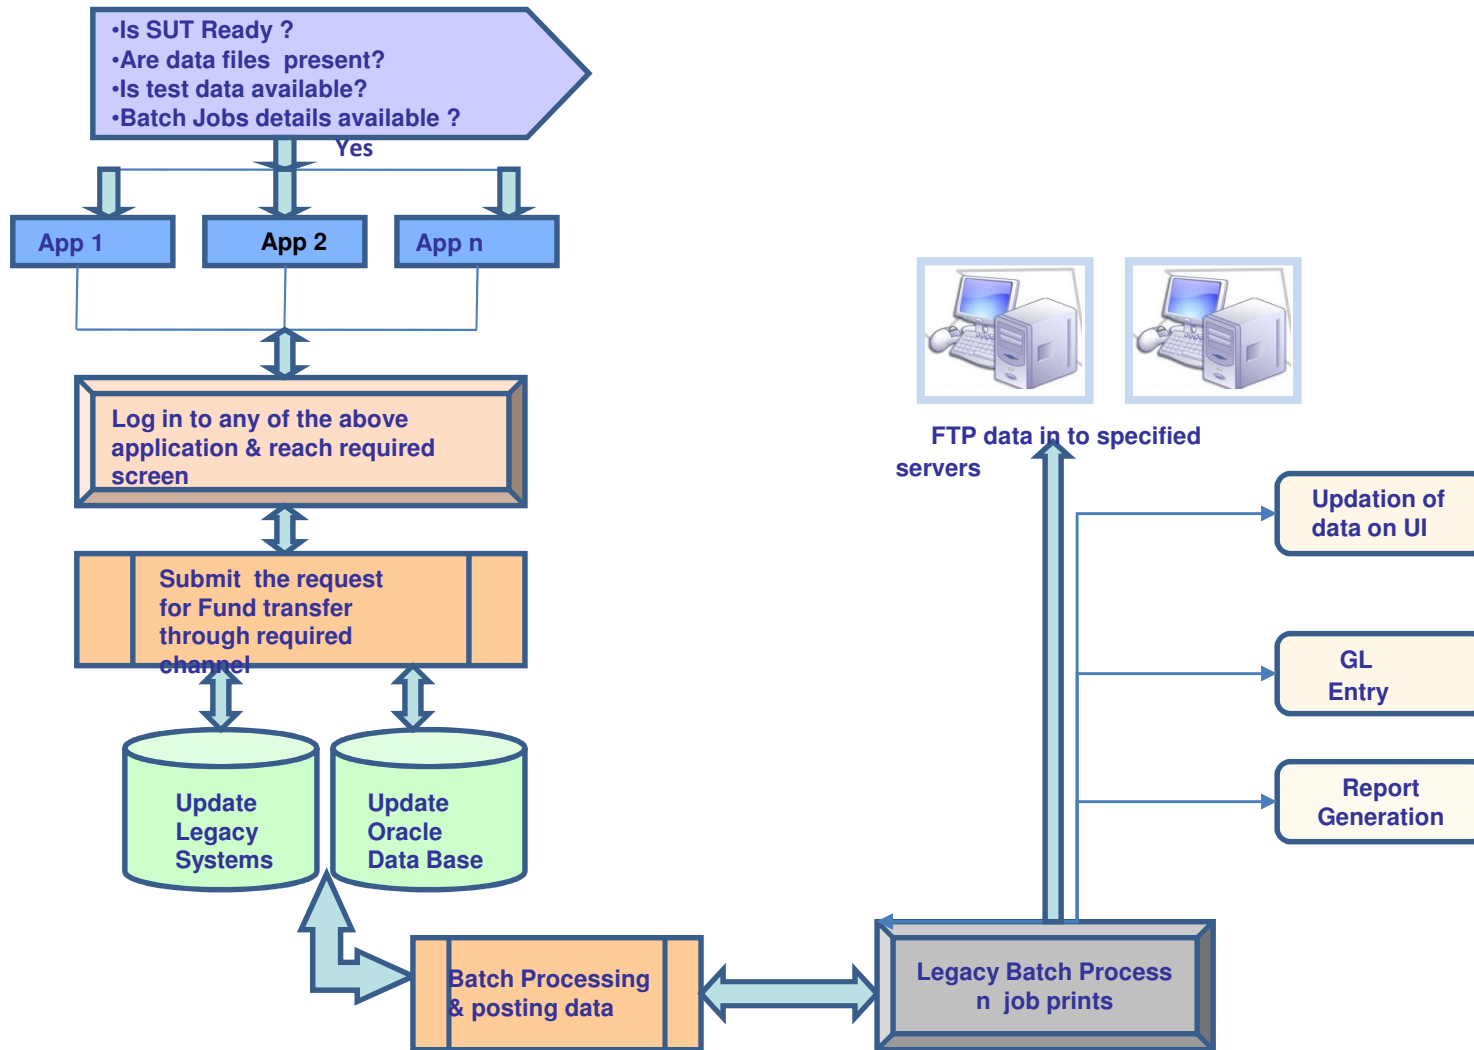 •Is SUT Ready ?
•Are data files present?
•Is test data available?
•Batch Jobs details available ?
Yes
App 1
App 2
App n
Log in to any of the above
application & reach required
screen
Submit the request
for Fund transfer
through required
channel
Update
Legacy
Systems
Update
Oracle
Data Base
Batch Processing
& posting data
Legacy Batch Process
n job prints
FTP data in to specified
servers
Updation of
data on UI
GL
Entry
Report
Generation